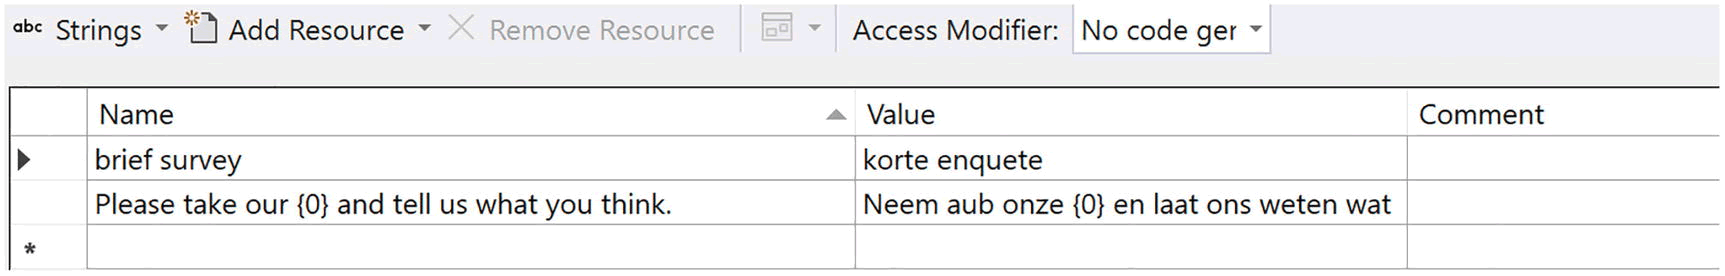 abc Strings Add Resource Remove Resource Access Modifier: No code ger
Name Value Comment
brief survey korte enquete
Please take our {0} and tell us what you think. Neem aub onze {0} en laat ons weten wat
*